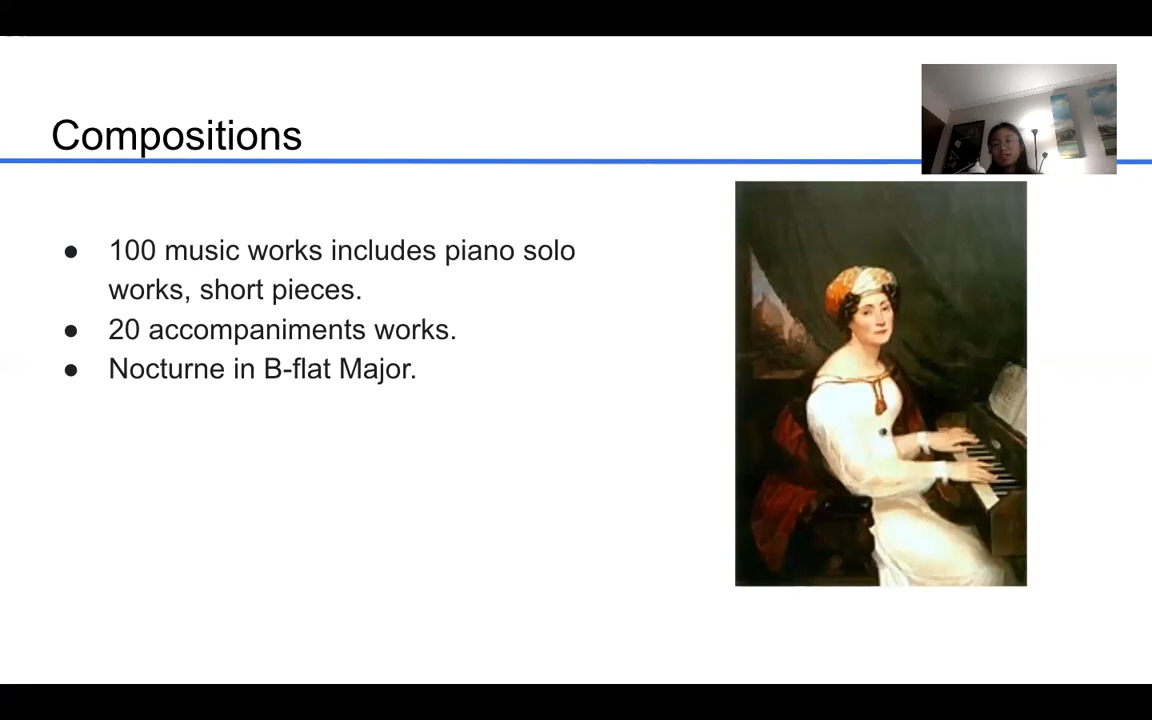 Compositions
● 100 music works includes piano solo
works, short pieces.
● 20 accompaniments works.
● Nocturne in B-flat Major.